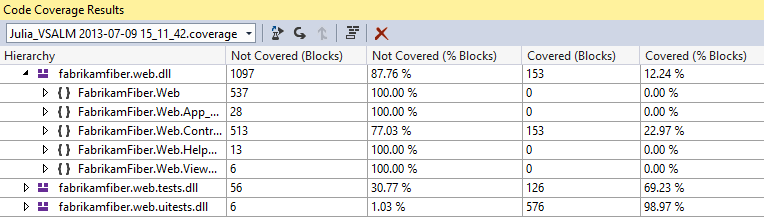 Code Coverage Results
Julia_VSALM 2013-07-09 15_11_42.coverage
Hierarchy Not Covered (Blocks) Not Covered (% Blocks) Covered (Blocks) Covered (% Blocks)
fabrikamfiber.web.dll 1097 87.76 % 153 12.24 %
{ } FabrikamFiber.Web 537 100.00 % 0 0.00 %
{ } FabrikamFiber.Web.App_... 28 100.00 % 0 0.00 %
{ } FabrikamFiber.Web.Contr... 513 77.03 % 153 22.97 %
{ } FabrikamFiber.Web.Help... 13 100.00 % 0 0.00 %
{ } FabrikamFiber.Web.View... 6 100.00 % 0 0.00 %
fabrikamfiber.web.tests.dll 56 30.77 % 126 69.23 %
fabrikamfiber.web.uitests.dll 6 1.03 % 576 98.97 %